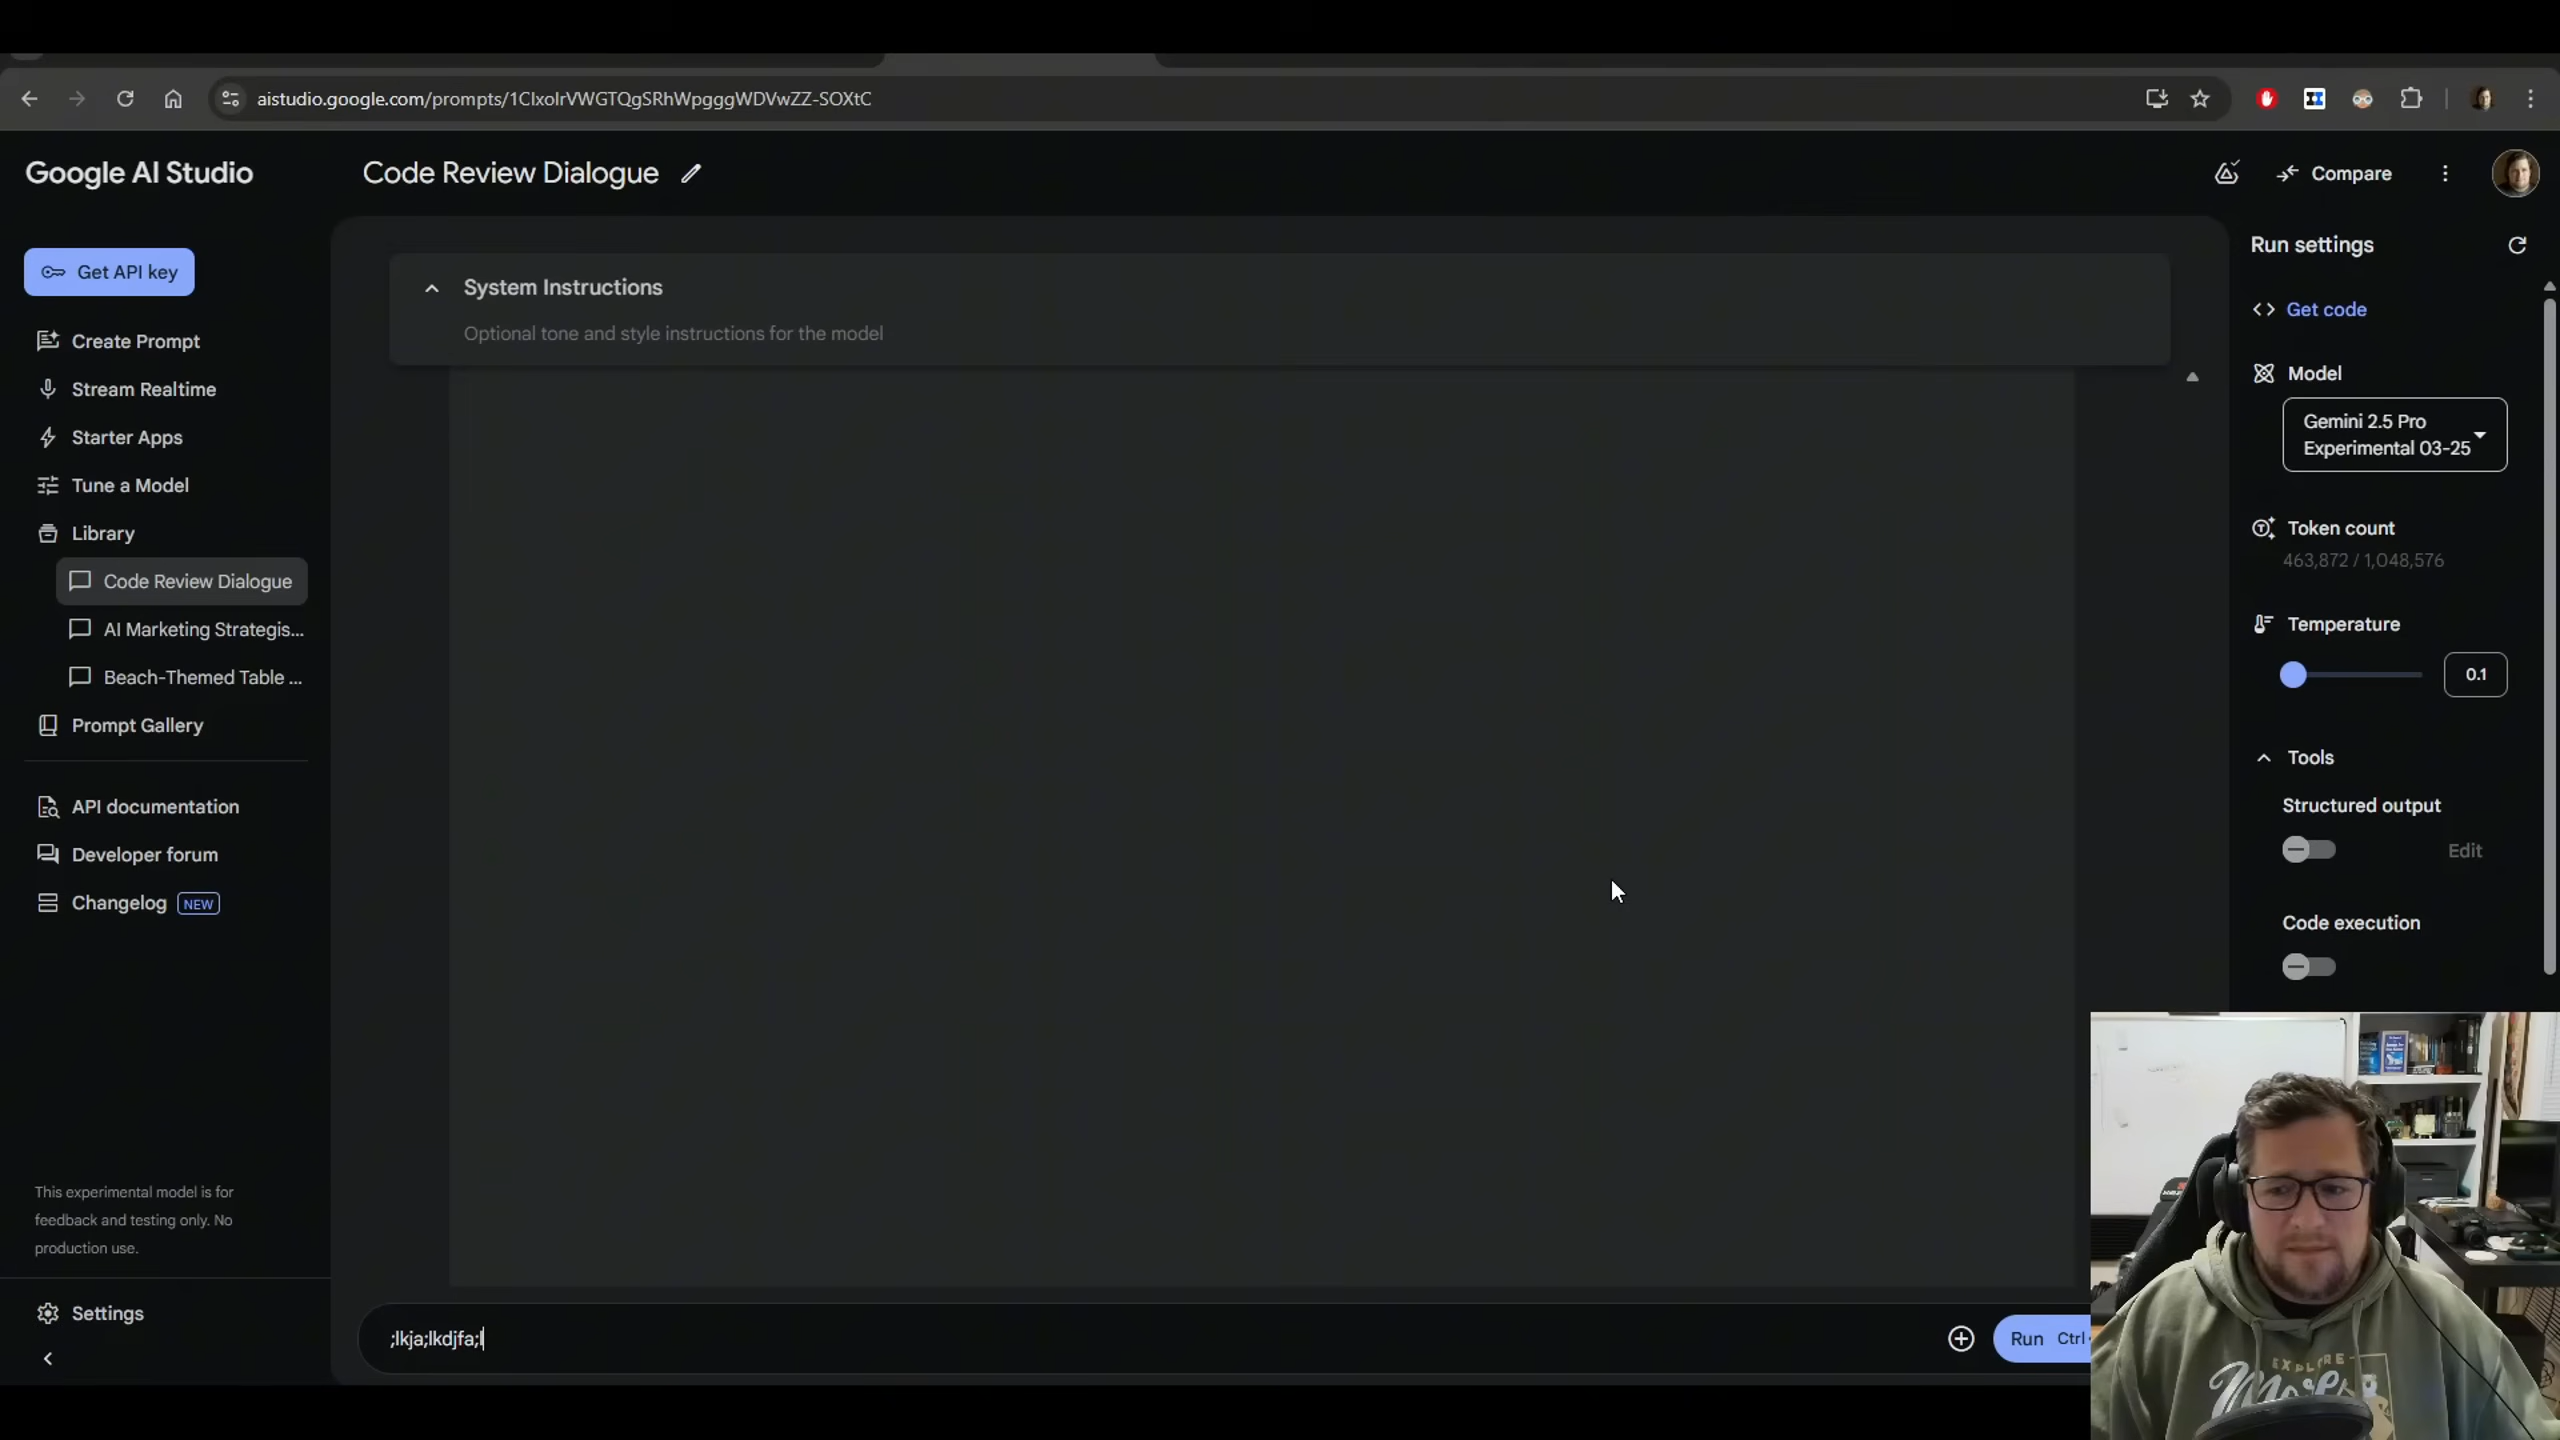 aistudio.google.com/prompts/1CIxoIrVWGTQgSRhWpgggWDVwZZ-SOXtC
Google AI Studio
Code Review Dialogue
Compare
Get API key
Create Prompt
Stream Realtime
Starter Apps
Tune a Model
Library
Code Review Dialogue
AI Marketing Strategis...
Beach-Themed Table ...
Prompt Gallery
API documentation
Developer forum
Changelog NEW
This experimental model is for
feedback and testing only. No
production use.
Settings
System Instructions
Optional tone and style instructions for the model
;lkja;lkdjfa;l
Run Ctrl
Run settings
Get code
Model
Gemini 2.5 Pro
Experimental 03-25
Token count
463,872 / 1,048,576
Temperature
0.1
Tools
Structured output
Edit
Code execution
EXPLORE
More